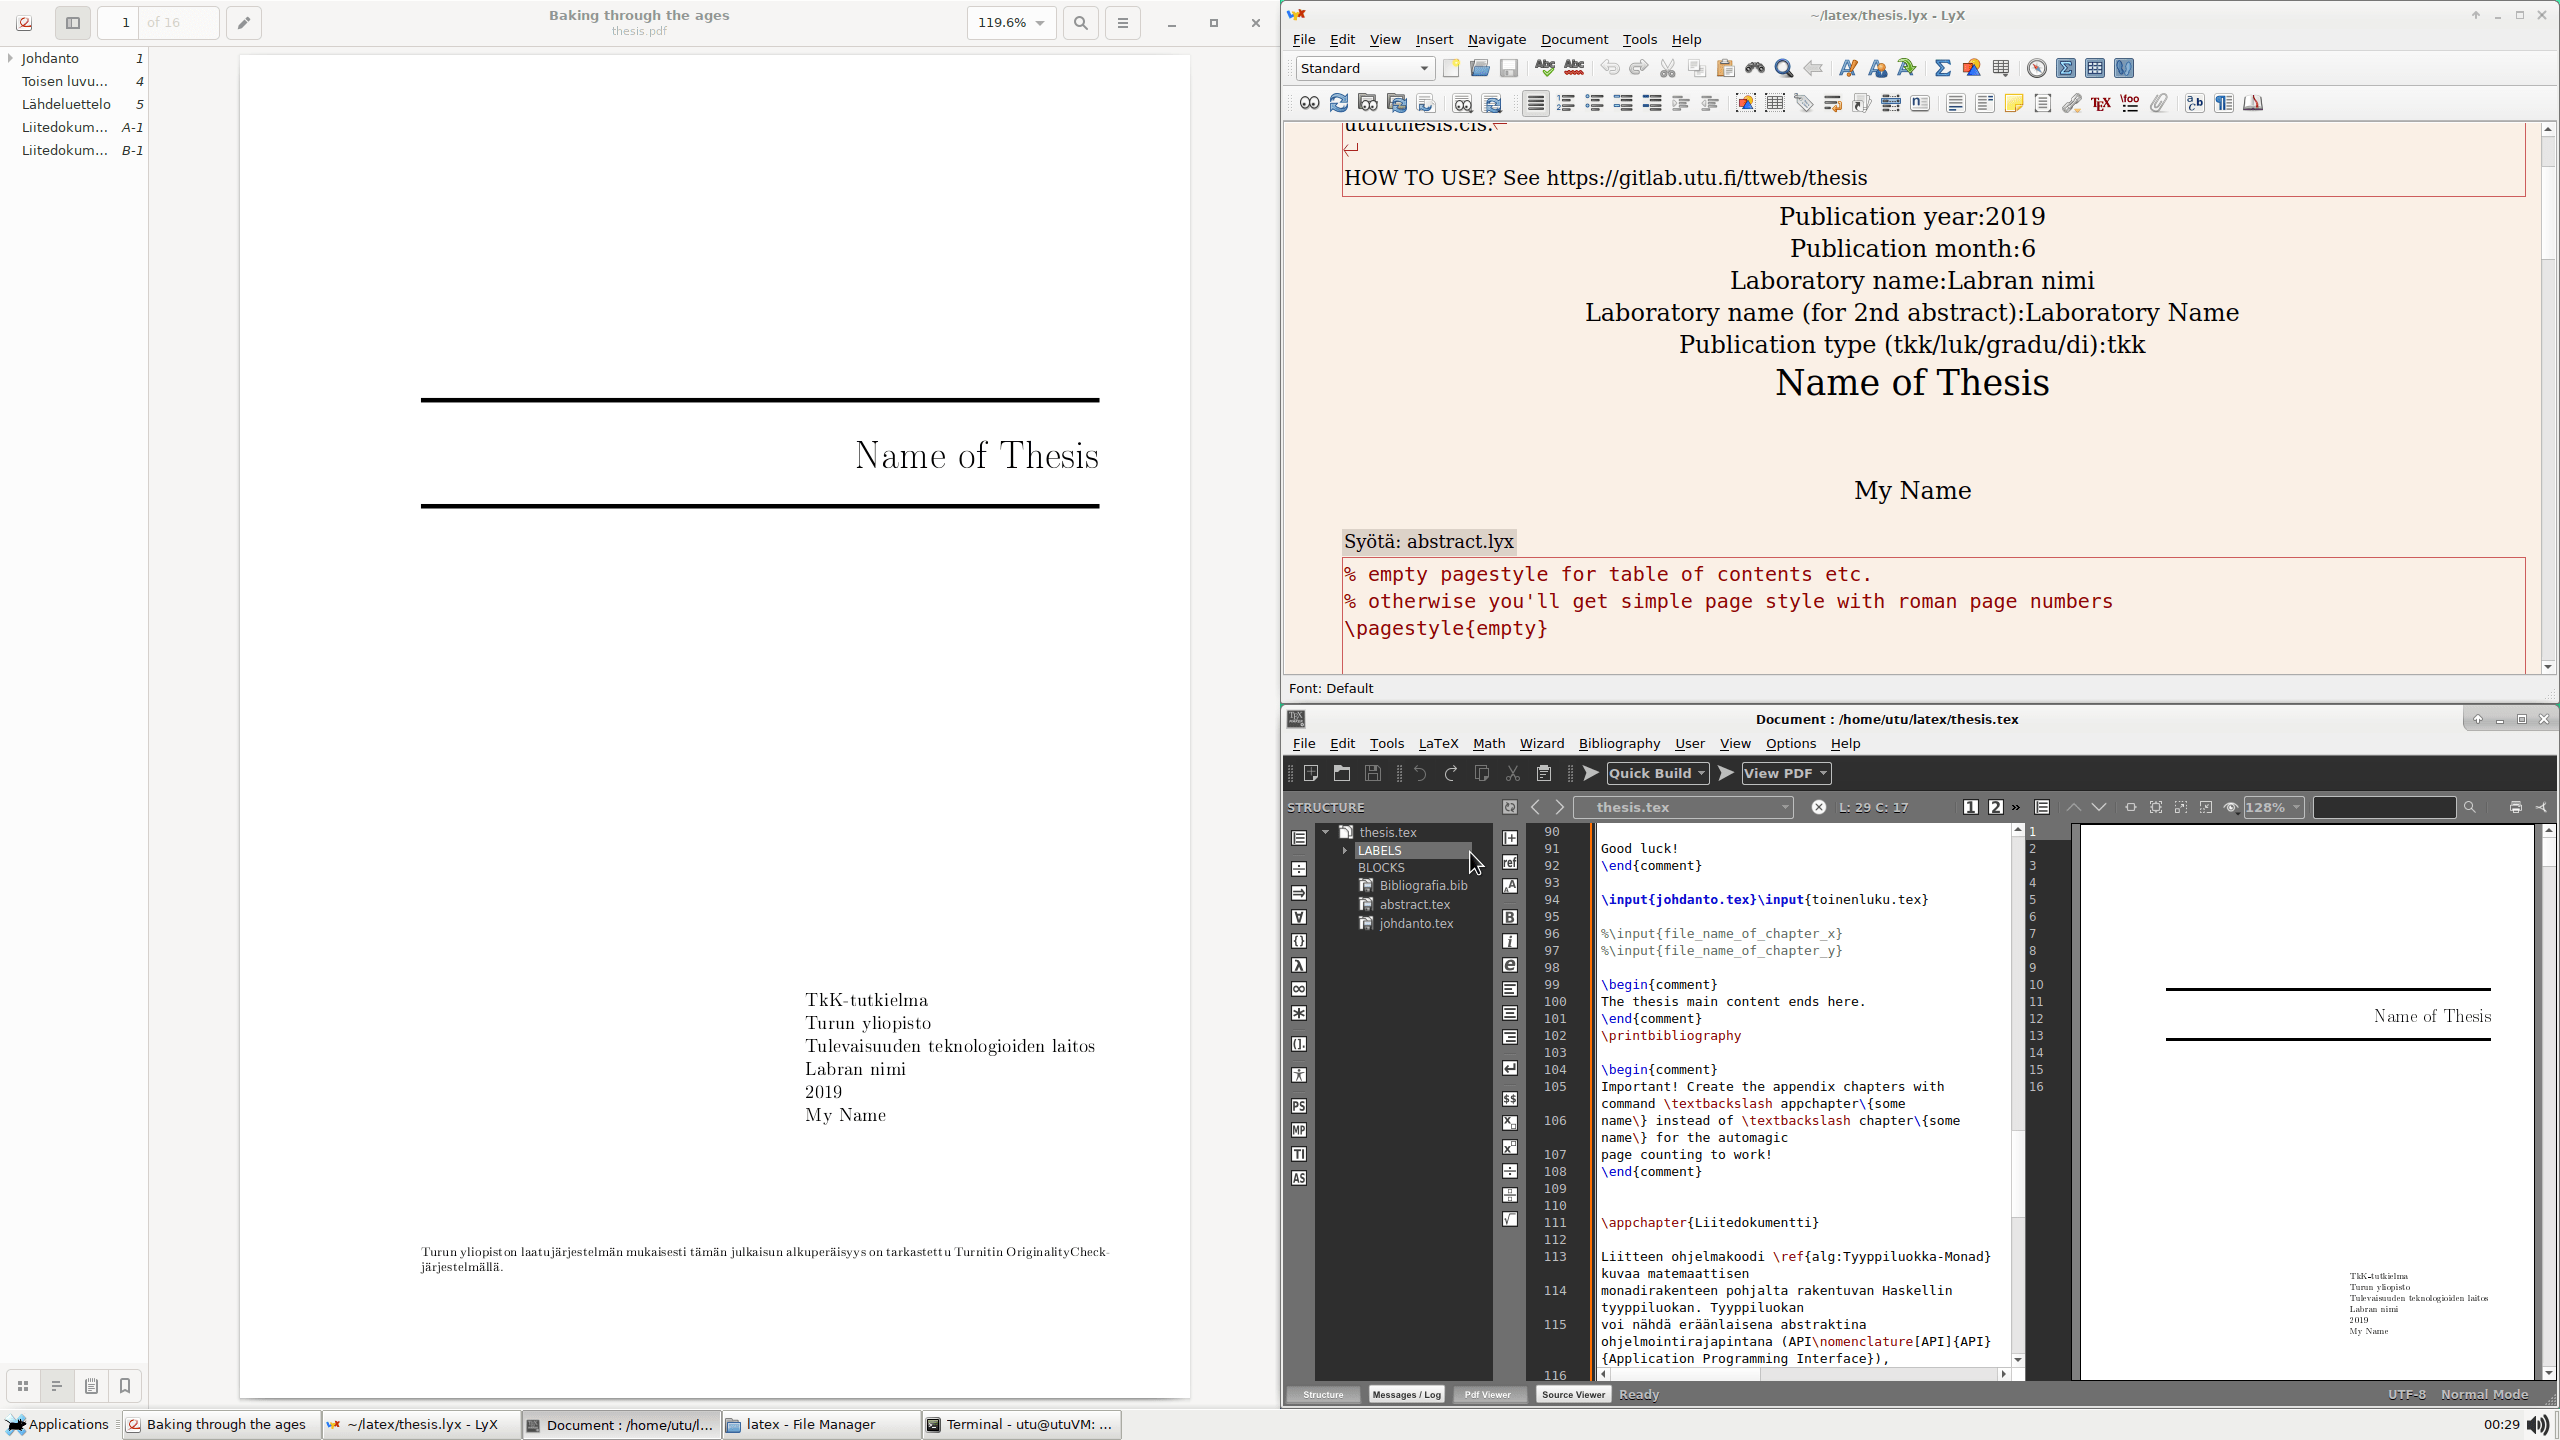 Baking through the ages
thesis.pdf
1 of 16
119.6%
Johdanto 1
Toisen luvu... 4
Lähdeluettelo 5
Liitedokum... A-1
Liitedokum... B-1
Name of Thesis
TkK-tutkielma
Turun yliopisto
Tulevaisuuden teknologioiden laitos
Labran nimi
2019
My Name
Turun yliopiston laatujärjestelmän mukaisesti tämän julkaisun alkuperäisyys on tarkastettu Turnitin OriginalityCheck-
järjestelmällä.
~/latex/thesis.lyx - LyX
File Edit View Insert Navigate Document Tools Help
Standard
utuftthesis.cls.
HOW TO USE? See https://gitlab.utu.fi/ttweb/thesis
Publication year:2019
Publication month:6
Laboratory name:Labran nimi
Laboratory name (for 2nd abstract):Laboratory Name
Publication type (tkk/luk/gradu/di):tkk
Name of Thesis
My Name
Syötä: abstract.lyx
% empty pagestyle for table of contents etc.
% otherwise you'll get simple page style with roman page numbers
\pagestyle{empty}
Font: Default
Document : /home/utu/latex/thesis.tex
File Edit Tools LaTeX Math Wizard Bibliography User View Options Help
Quick Build View PDF
STRUCTURE
thesis.tex L: 29 C: 17 1 2 » 128%
thesis.tex
LABELS
BLOCKS
Bibliografia.bib
abstract.tex
johdanto.tex
PS
MP
TI
AS
ref
90
91 Good luck!
92 \end{comment}
93
94 \input{johdanto.tex}\input{toinenluku.tex}
95
96 %\input{file_name_of_chapter_x}
97 %\input{file_name_of_chapter_y}
98
99 \begin{comment}
100 The thesis main content ends here.
101 \end{comment}
102 \printbibliography
103
104 \begin{comment}
105 Important! Create the appendix chapters with
command \textbackslash appchapter\{some
106 name\} instead of \textbackslash chapter\{some
name\} for the automagic
107 page counting to work!
108 \end{comment}
109
110
111 \appchapter{Liitedokumentti}
112
113 Liitteen ohjelmakoodi \ref{alg:Tyyppiluokka-Monad}
kuvaa matemaattisen
114 monadirakenteen pohjalta rakentuvan Haskellin
tyyppiluokan. Tyyppiluokan
115 voi nähdä eräänlaisena abstraktina
ohjelmointirajapintana (API\nomenclature[API]{API}
{Application Programming Interface}),
116
1
2
3
4
5
6
7
8
9
10
11
12
13
14
15
16
Name of Thesis
TkK-tutkielma
Turun yliopisto
Tulevaisuuden teknologioiden laitos
Labran nimi
2019
My Name
Structure Messages / Log Pdf Viewer Source Viewer Ready UTF-8 Normal Mode
Applications Baking through the ages ~/latex/thesis.lyx - LyX Document : /home/utu/l... latex - File Manager Terminal - utu@utuVM: ... 00:29